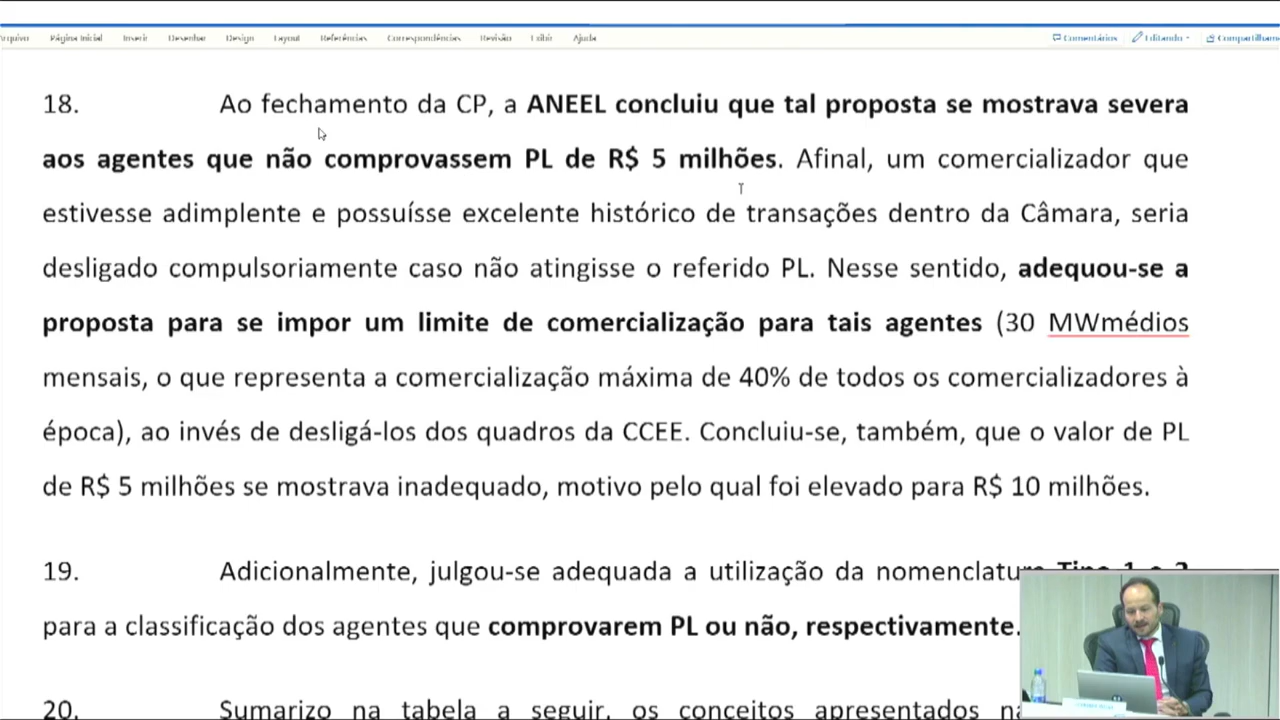 Arquivo Página Inicial Inserir Desenhar Design Layout Referências Correspondências Revisão Exibir Ajuda Comentários Editando
18. Ao fechamento da CP, a ANEEL concluiu que tal proposta se mostrava severa
aos agentes que não comprovassem PL de R$ 5 milhões. Afinal, um comercializador que
estivesse adimplente e possuísse excelente histórico de transações dentro da Câmara, seria
desligado compulsoriamente caso não atingisse o referido PL. Nesse sentido, adequou-se a
proposta para se impor um limite de comercialização para tais agentes (30 MWmédios
mensais, o que representa a comercialização máxima de 40% de todos os comercializadores à
época), ao invés de desligá-los dos quadros da CCEE. Concluiu-se, também, que o valor de PL
de R$ 5 milhões se mostrava inadequado, motivo pelo qual foi elevado para R$ 10 milhões.
19. Adicionalmente, julgou-se adequada a utilização da nomenclatura Tipo 1 e 2
para a classificação dos agentes que comprovarem PL ou não, respectivamente.
20. Sumarizo na tabela a seguir, os conceitos apresentados